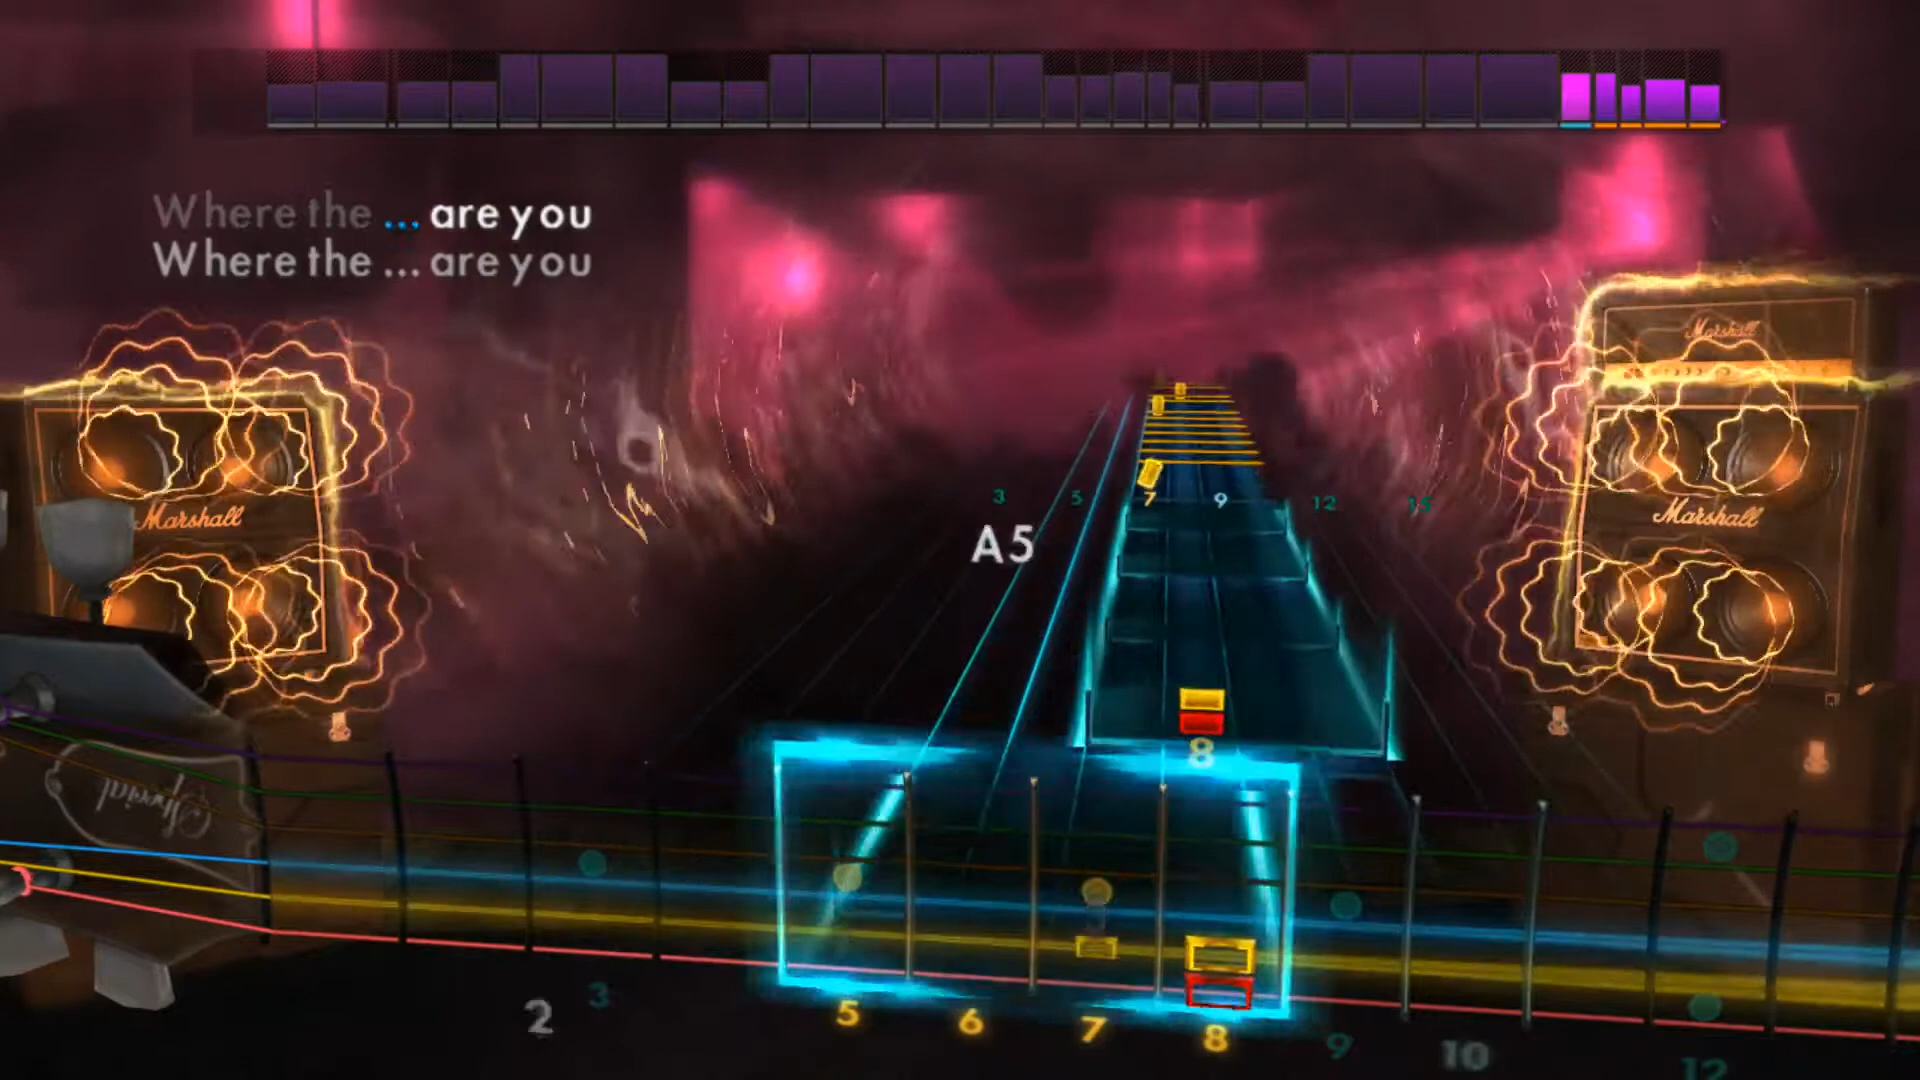 Where the ... are you
Where the ... are you
Marshall
Marshall
Marshall
3 5 7 9 12 15
A5
8
Special
5 6 7 8
2 3 9 10 12